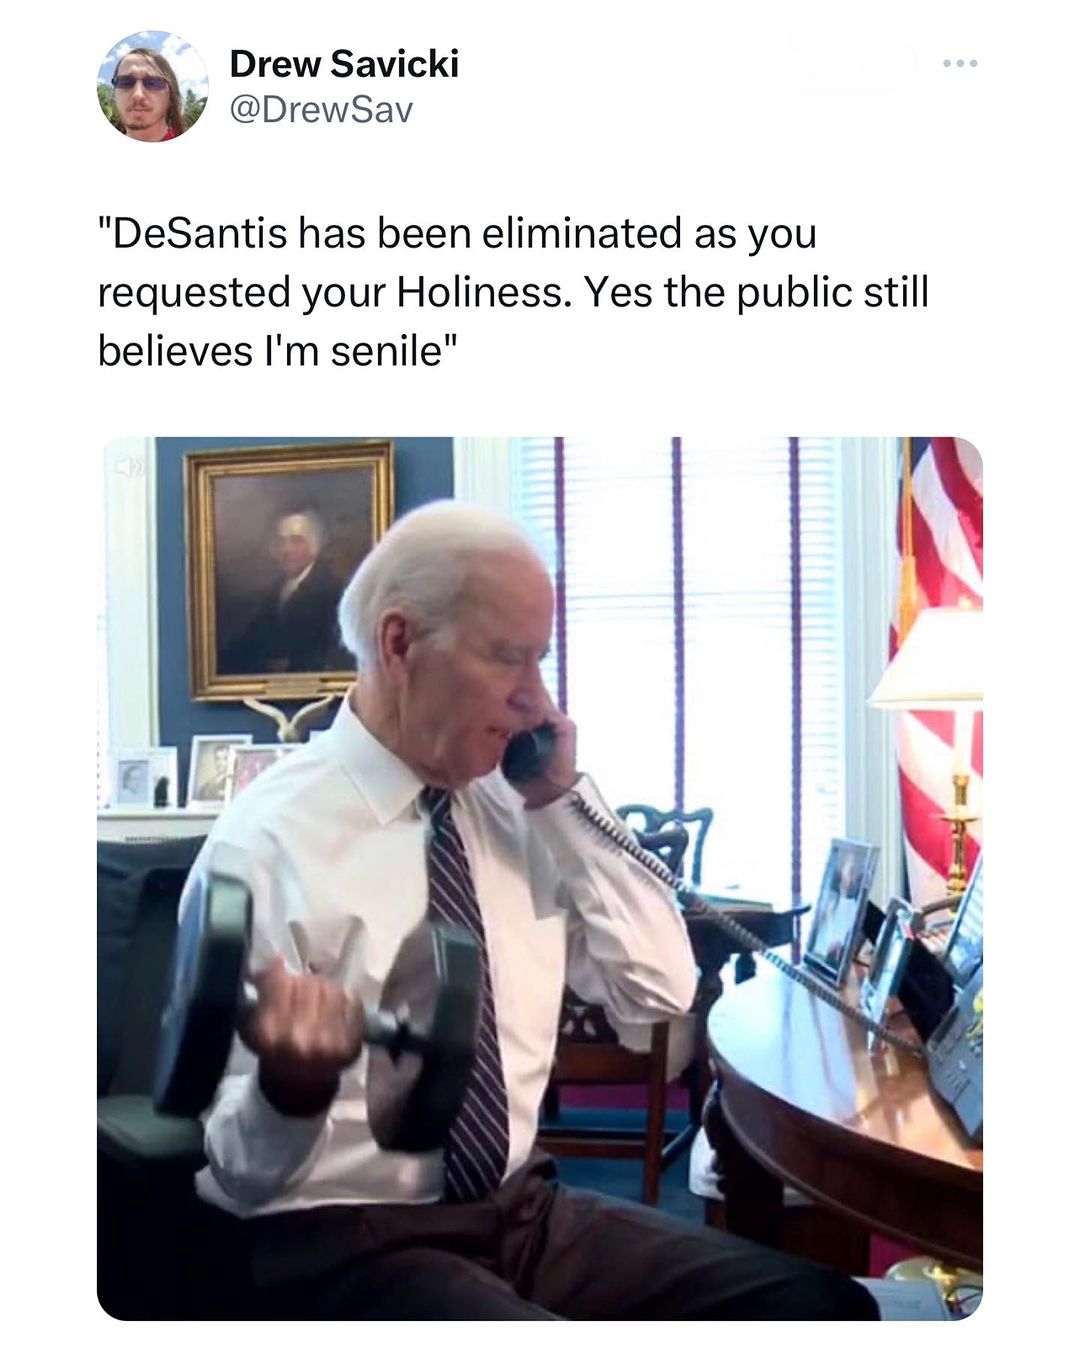 Drew Savicki
@DrewSav
"DeSantis has been eliminated as you
requested your Holiness. Yes the public still
believes I'm senile"